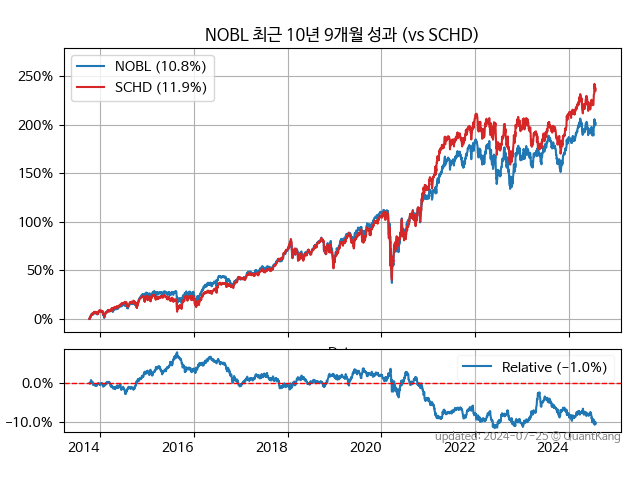 NOBL 최근 10년 9개월 성과 (vs SCHD)
NOBL (10.8%)
SCHD (11.9%)
250%
200%
150%
100%
50%
0%
Relative (−1.0%)
0.0%
−10.0%
2014 2016 2018 2020 2022 2024
updated: 2024-07-25 ⓒ QuantKang